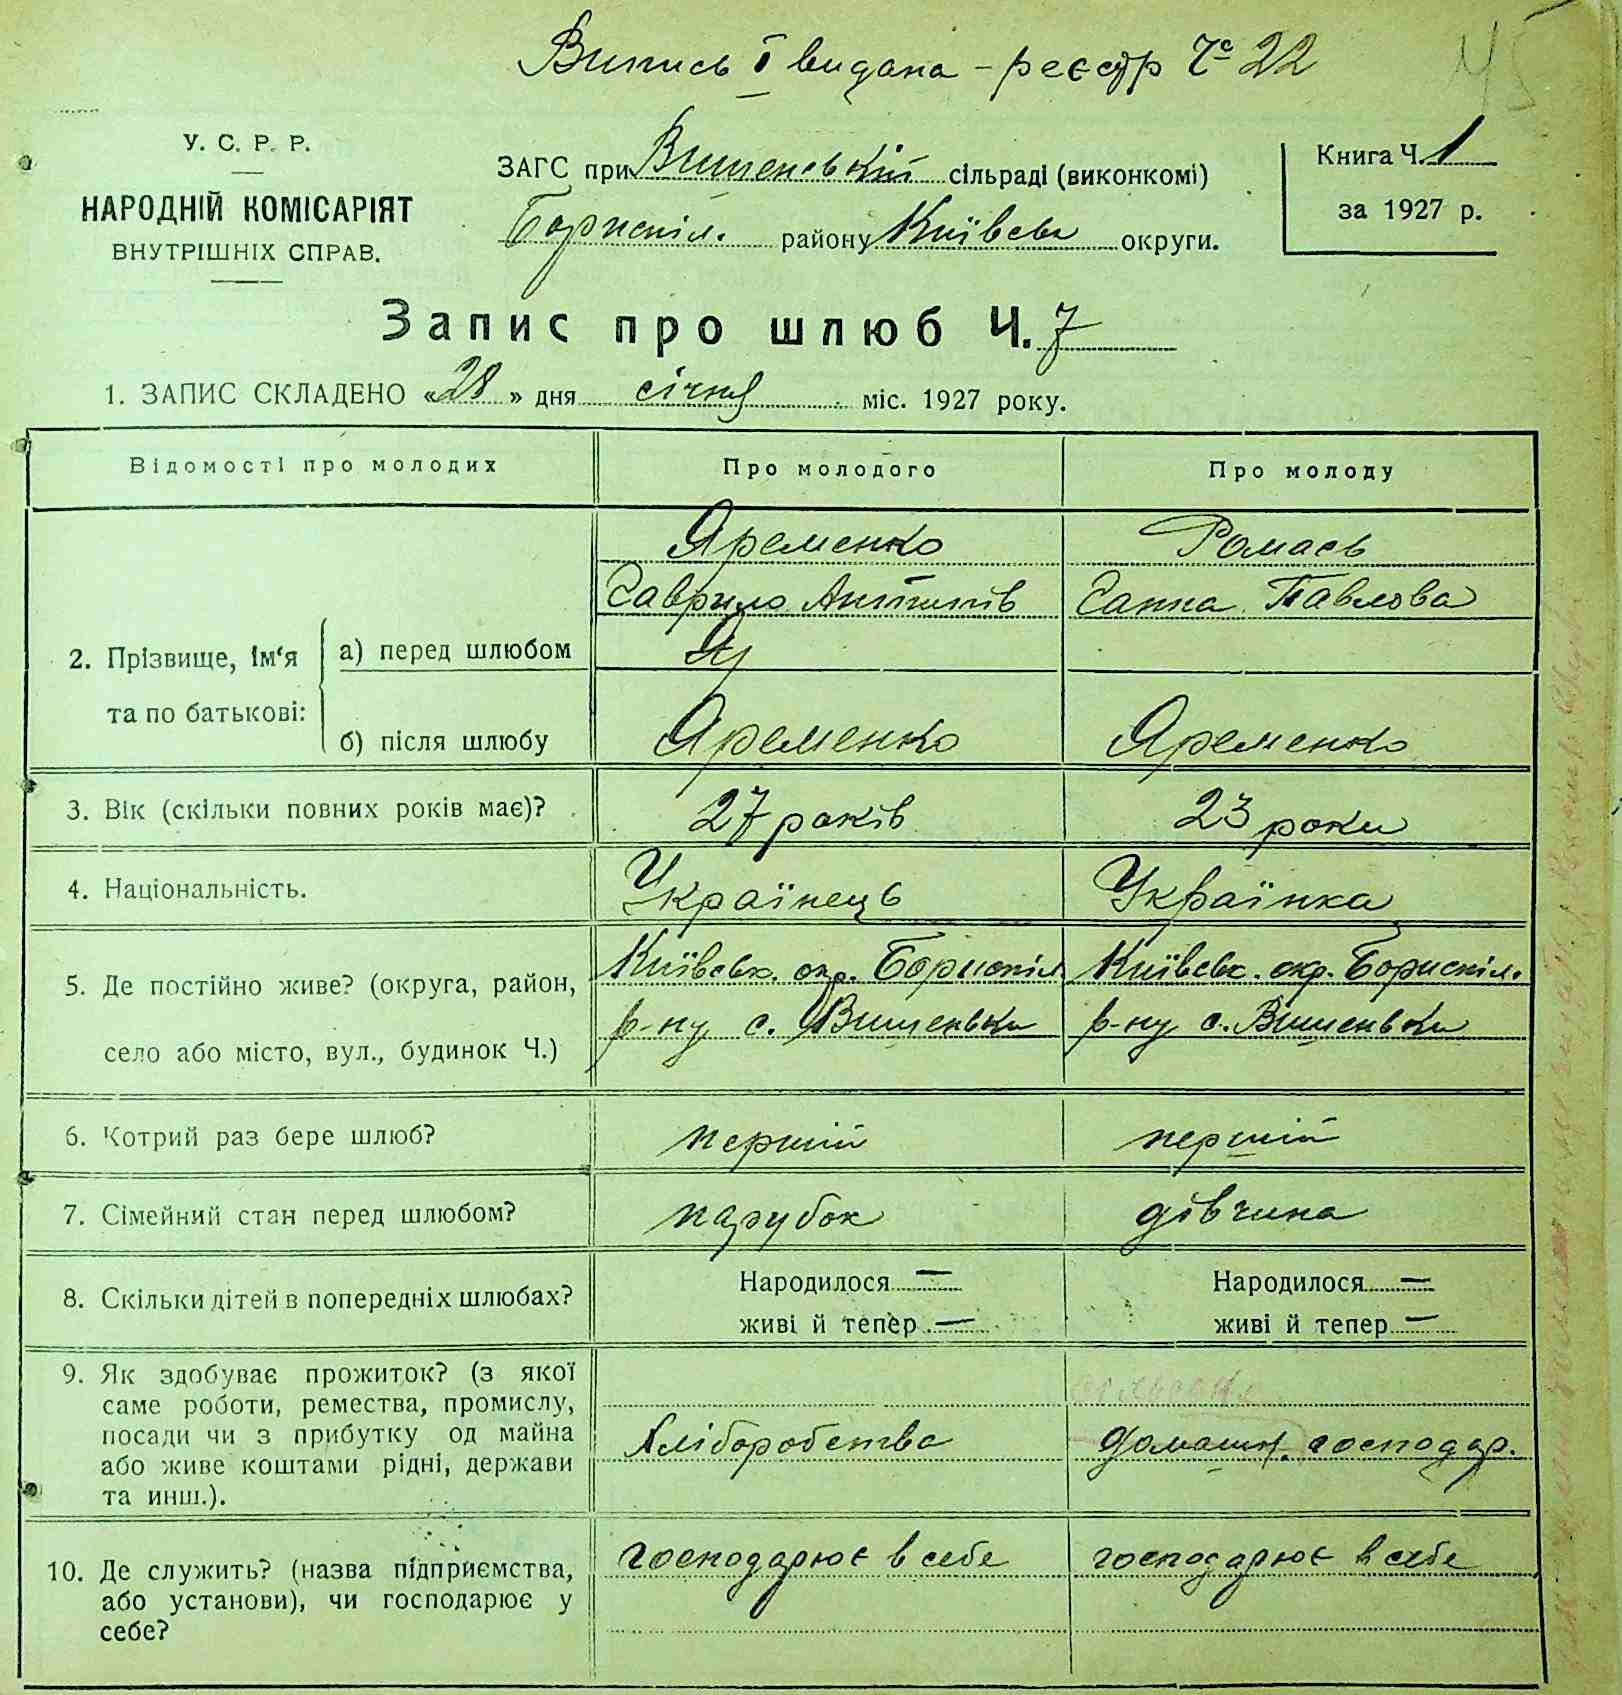 Випись і видана - реєстр Ч 22
У. С. Р. Р.
НАРОДНІЙ КОМІСАРІЯТ
ВНУТРІШНІХ СПРАВ.
ЗАГС при Вишенській сільраді (виконкомі)
Бориспіл. району Київськ округи.
Книга Ч. 1
за 1927 р.
Запис про шлюб Ч. 7
1. ЗАПИС СКЛАДЕНО «28» дня січня міс. 1927 року.
Відомості про молодих Про молодого Про молоду
2. Прізвище, ім'я та по батькові:
а) перед шлюбом
Яременко Ромась
Гаврило Антипів Ганна Павлова
Я
б) після шлюбу Яременко Яременко
3. Вік (скільки повних років має)? 27 років 23 роки
4. Національність. Українець Українка
5. Де постійно живе? (округа, район, Київськ. окр. Бориспіл. Київськ. окр. Бориспіл.
село або місто, вул., будинок Ч.) р-ну с. Вишеньки р-ну с. Вишеньки
6. Котрий раз бере шлюб? перший перший
7. Сімейний стан перед шлюбом? парубок дівчина
8. Скільки дітей в попередніх шлюбах? Народилося — Народилося —
живі й тепер — живі й тепер —
9. Як здобуває прожиток? (з якої
саме роботи, ремества, промислу,
посади чи з прибутку од майна
або живе коштами рідні, держави
та инш.).
Хліборобство домашн. господар.
10. Де служить? (назва підприємства,
або установи), чи господарює у
себе?
господарює в себе господарює в себе